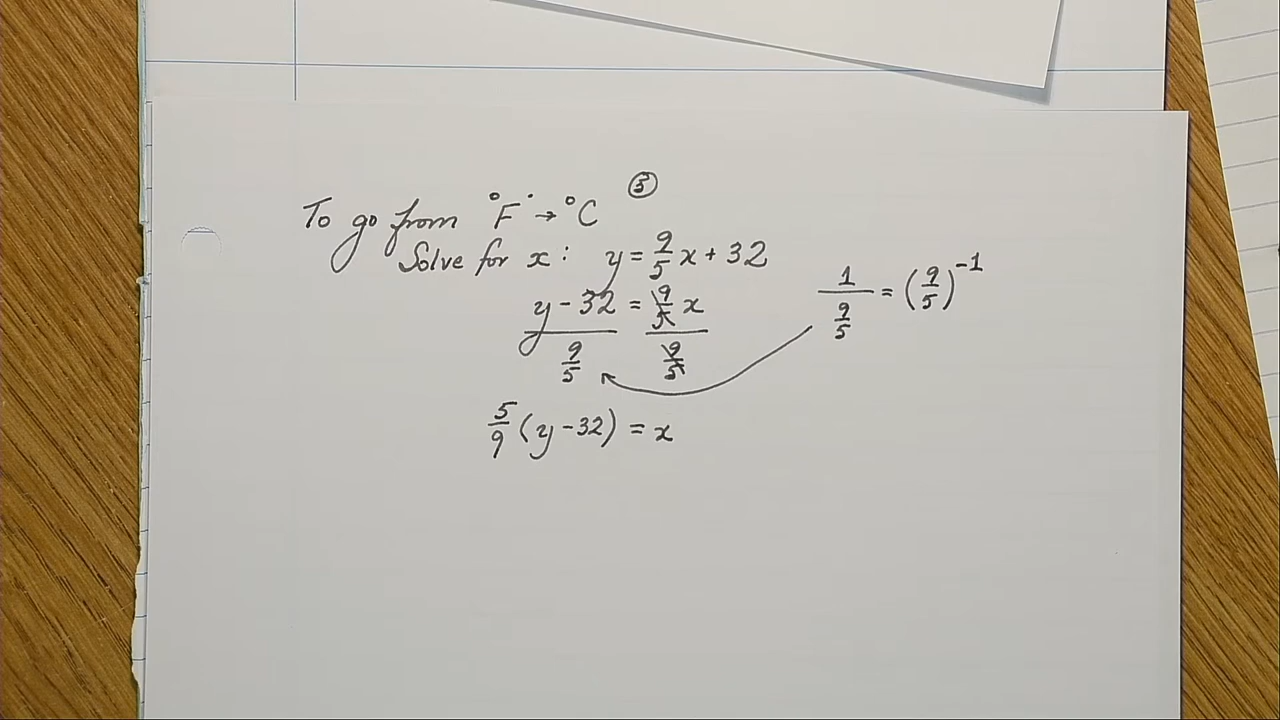 ⑤
To go from °F → °C
Solve for x: y = 9/5 x + 32
y - 32 = 9/5 x
9/5 9/5
1/(9/5) = (9/5)^-1
5/9 (y - 32) = x